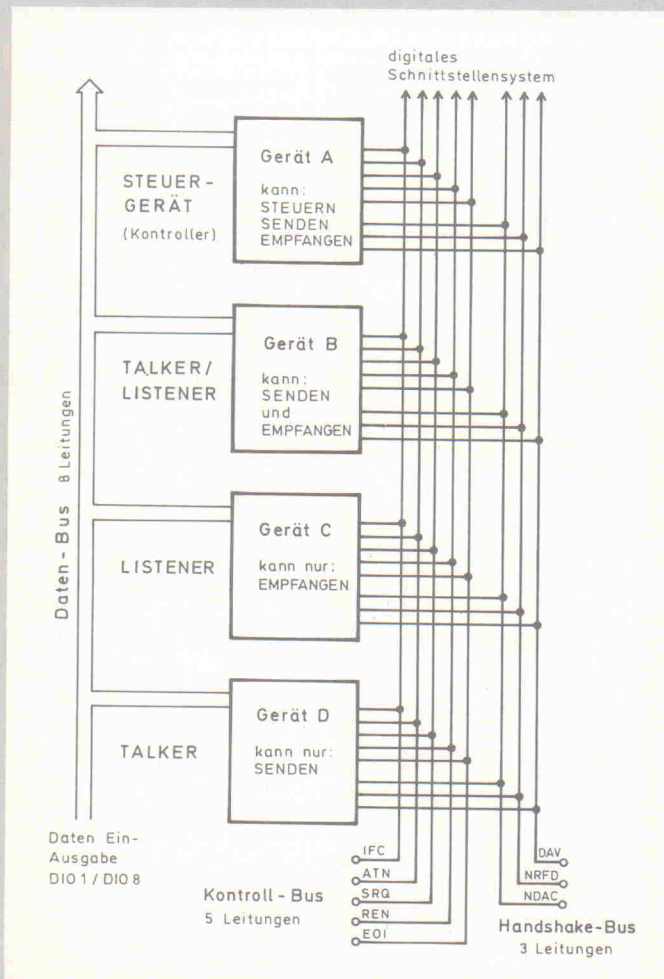 digitales
Schnittstellensystem
Gerät A
kann:
STEUERN
SENDEN
EMPFANGEN
STEUER-
GERÄT
(Kontroller)
Gerät B
kann:
SENDEN
und
EMPFANGEN
TALKER/
LISTENER
Daten-Bus 8 Leitungen
Gerät C
kann nur:
EMPFANGEN
LISTENER
Gerät D
kann nur:
SENDEN
TALKER
Daten Ein-
Ausgabe
DIO 1 / DIO 8
IFC
ATN
SRQ
REN
EOI
Kontroll-Bus
5 Leitungen
DAV
NRFD
NDAC
Handshake-Bus
3 Leitungen